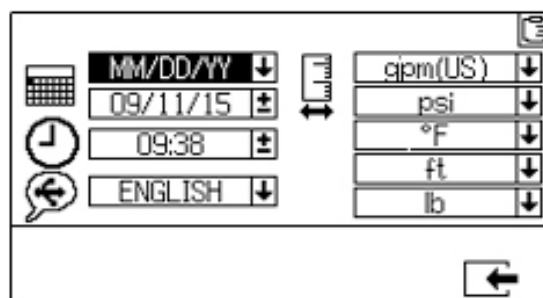 MM/DD/YY
09/11/15
09:38
ENGLISH
gpm(US)
psi
°F
ft
lb